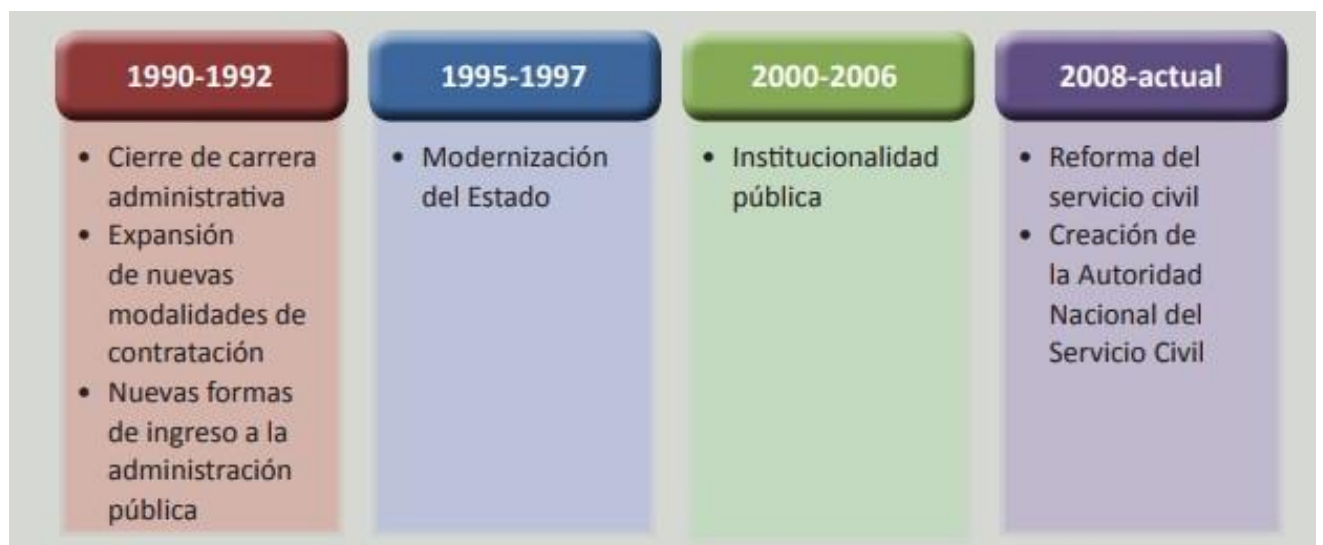 1990-1992
• Cierre de carrera
administrativa
• Expansión
de nuevas
modalidades de
contratación
• Nuevas formas
de ingreso a la
administración
pública
1995-1997
• Modernización
del Estado
2000-2006
• Institucionalidad
pública
2008-actual
• Reforma del
servicio civil
• Creación de
la Autoridad
Nacional del
Servicio Civil